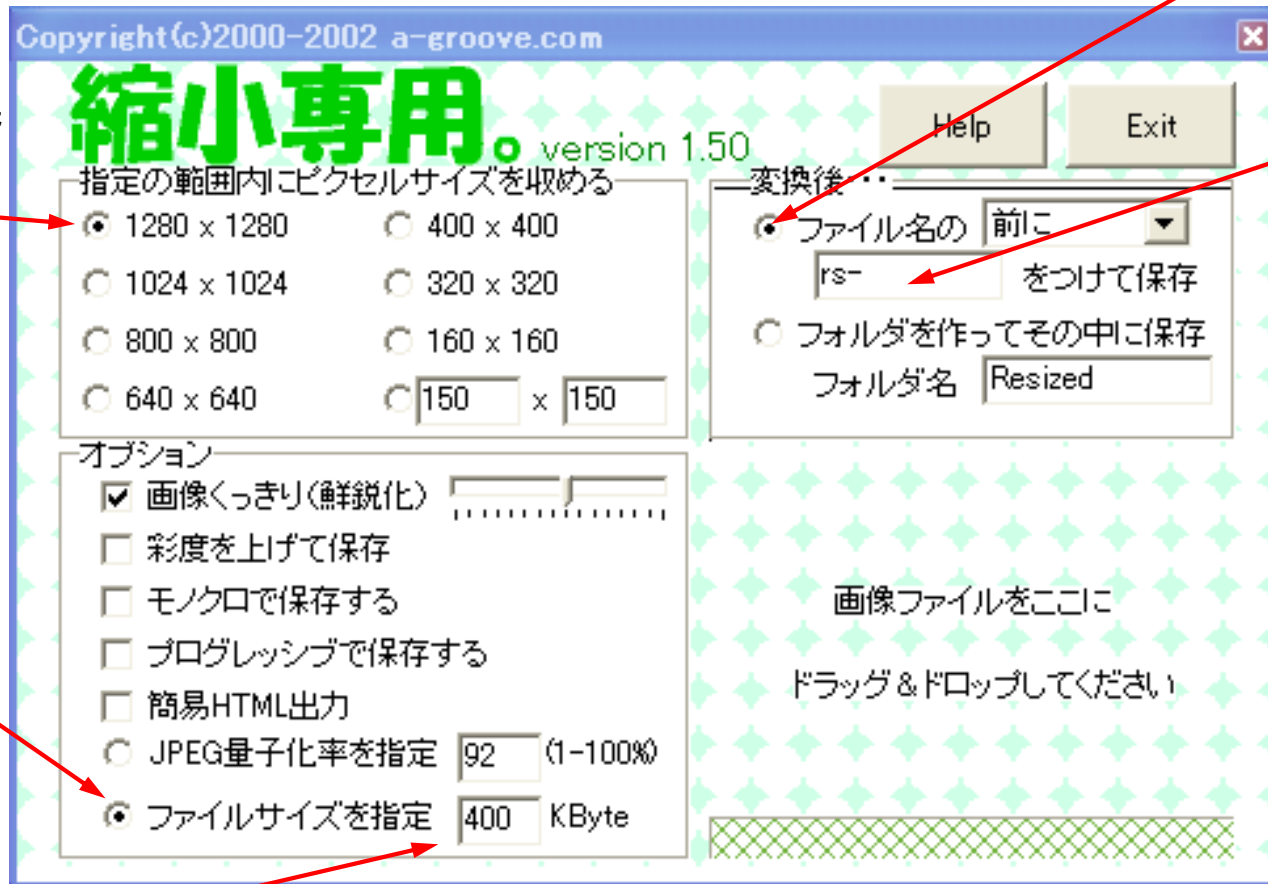 Copyright(c)2000-2002 a-groove.com
縮小専用。version 1.50
Help
Exit
指定の範囲内にピクセルサイズを収める
1280 x 1280
400 x 400
1024 x 1024
320 x 320
800 x 800
160 x 160
640 x 640
150 x 150
変換後・・・
ファイル名の 前に
rs- をつけて保存
フォルダを作ってその中に保存
フォルダ名 Resized
オプション
画像くっきり(鮮鋭化)
彩度を上げて保存
モノクロで保存する
プログレッシブで保存する
簡易HTML出力
JPEG量子化率を指定 92 (1-100%)
ファイルサイズを指定 400 KByte
画像ファイルをここに
ドラッグ&ドロップしてください